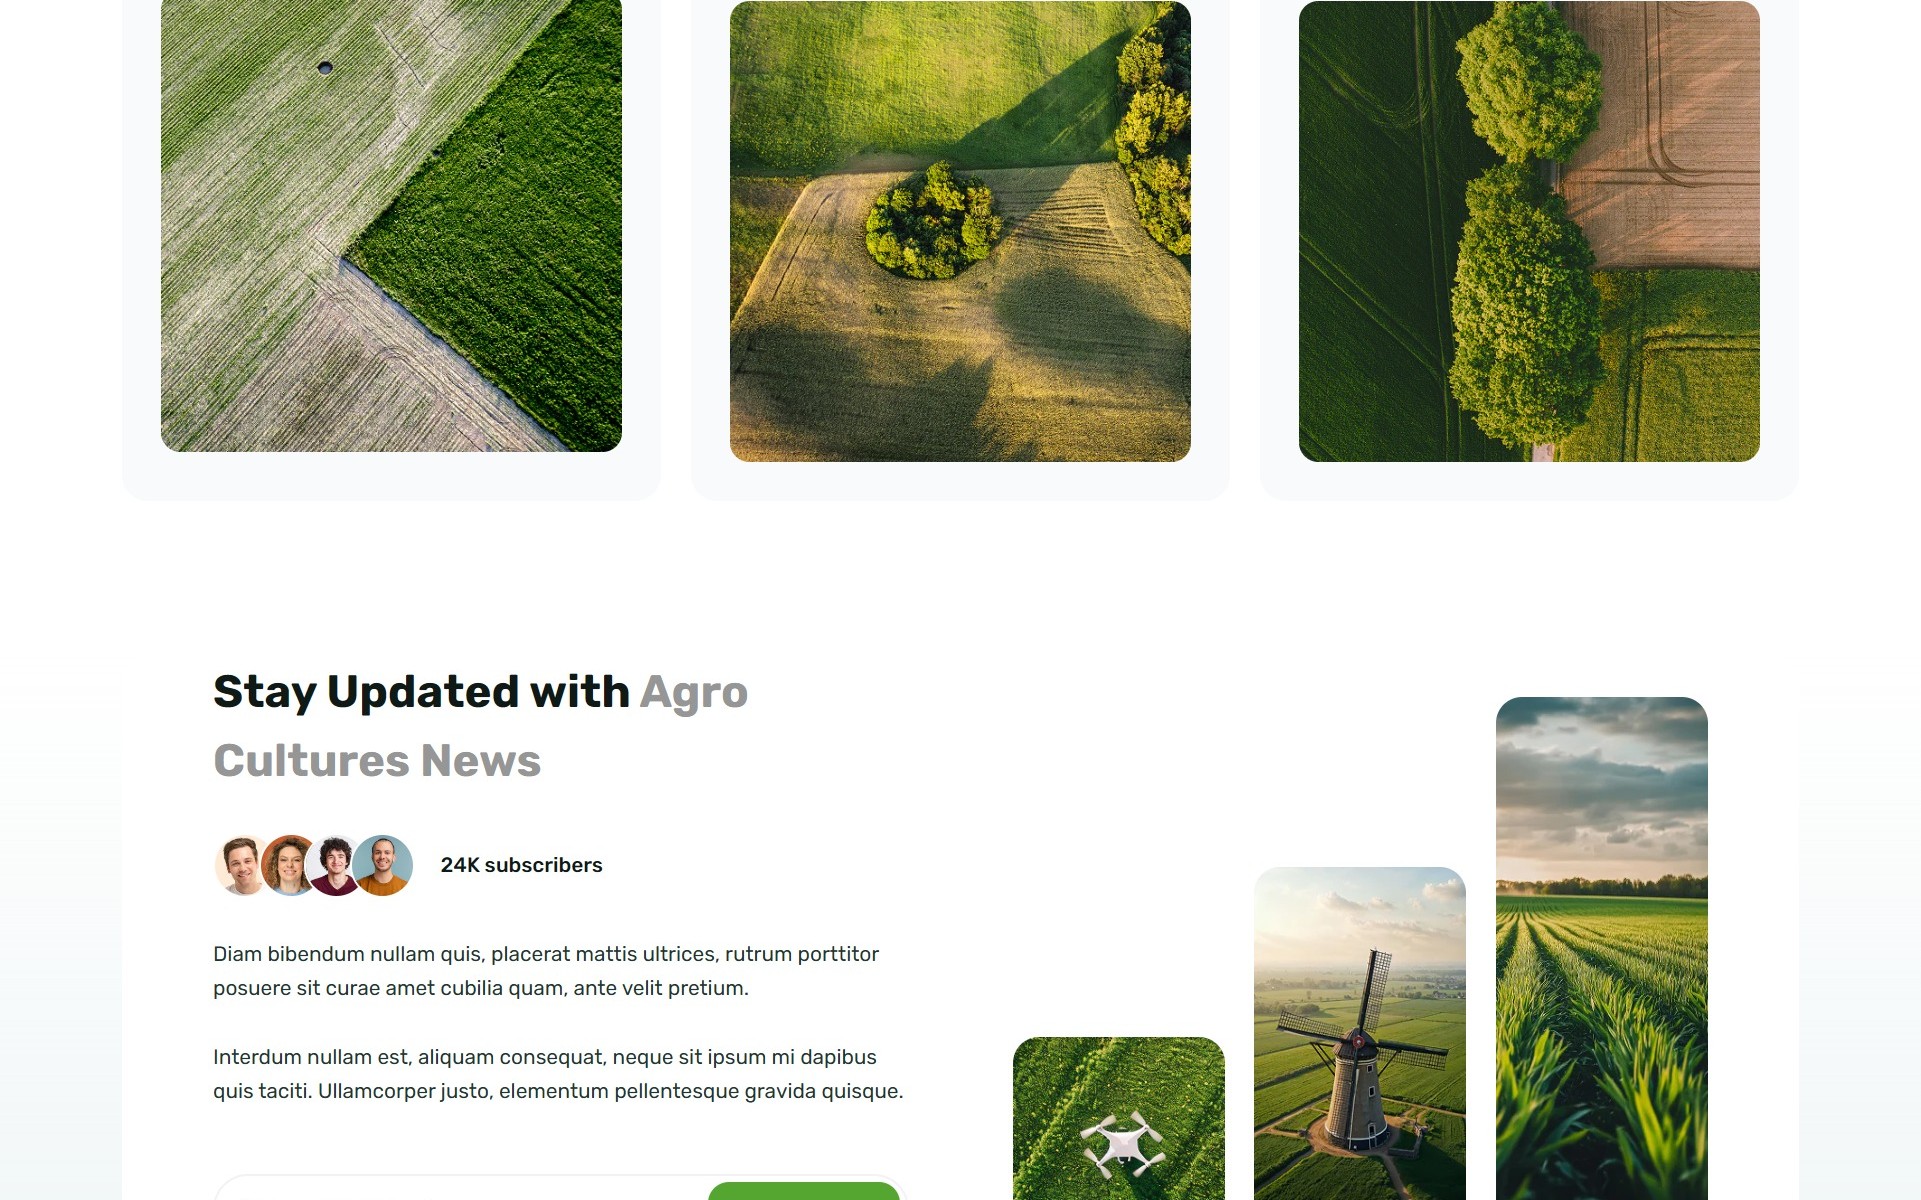 Stay Updated with Agro
Cultures News
24K subscribers
Diam bibendum nullam quis, placerat mattis ultrices, rutrum porttitor
posuere sit curae amet cubilia quam, ante velit pretium.
Interdum nullam est, aliquam consequat, neque sit ipsum mi dapibus
quis taciti. Ullamcorper justo, elementum pellentesque gravida quisque.